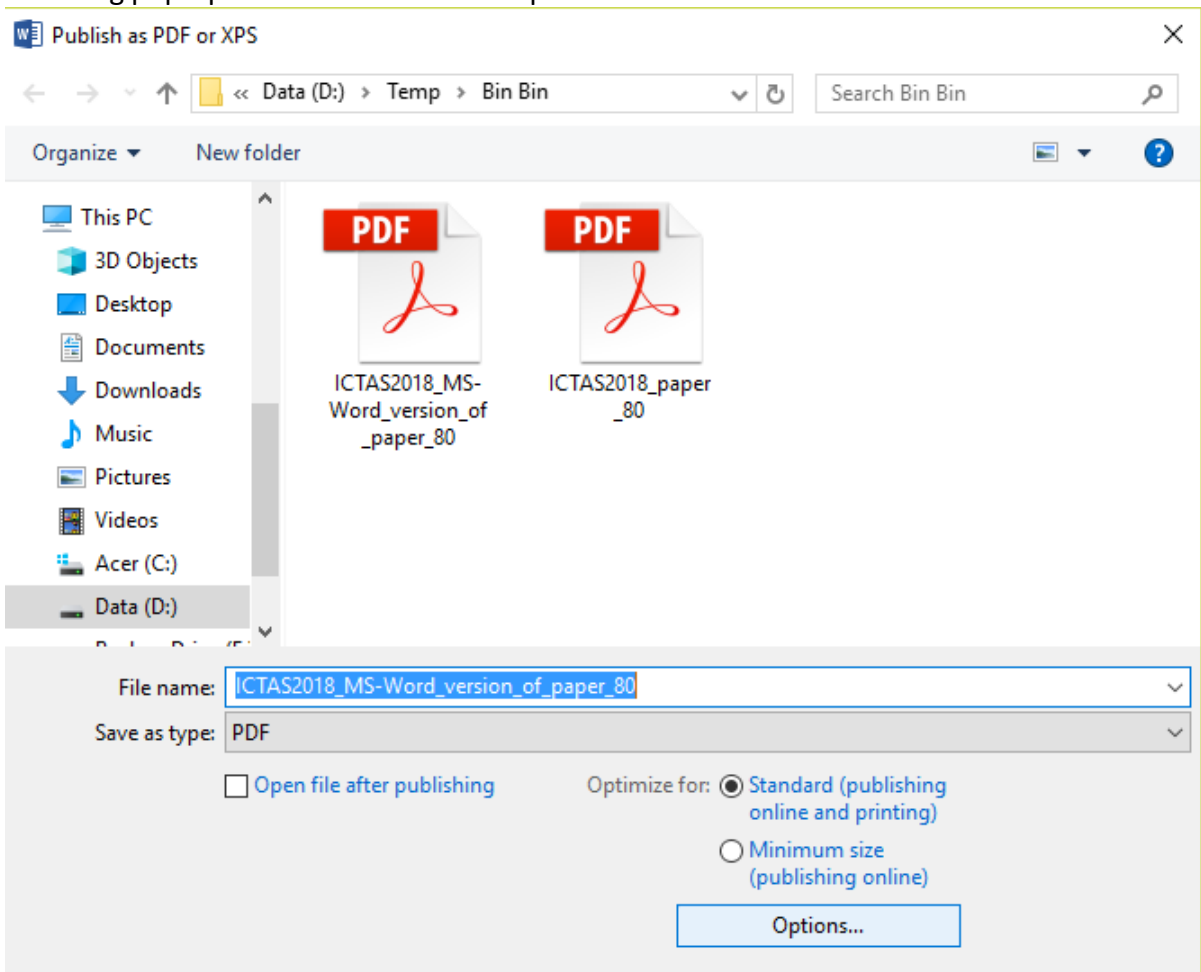 Publish as PDF or XPS
« Data (D:) › Temp › Bin Bin
Search Bin Bin
Organize
New folder
This PC
3D Objects
Desktop
Documents
Downloads
Music
Pictures
Videos
Acer (C:)
Data (D:)
PDF
PDF
ICTAS2018_MS-
Word_version_of
_paper_80
ICTAS2018_paper
_80
File name: ICTAS2018_MS-Word_version_of_paper_80
Save as type: PDF
Open file after publishing
Optimize for: Standard (publishing
online and printing)
Minimum size
(publishing online)
Options...